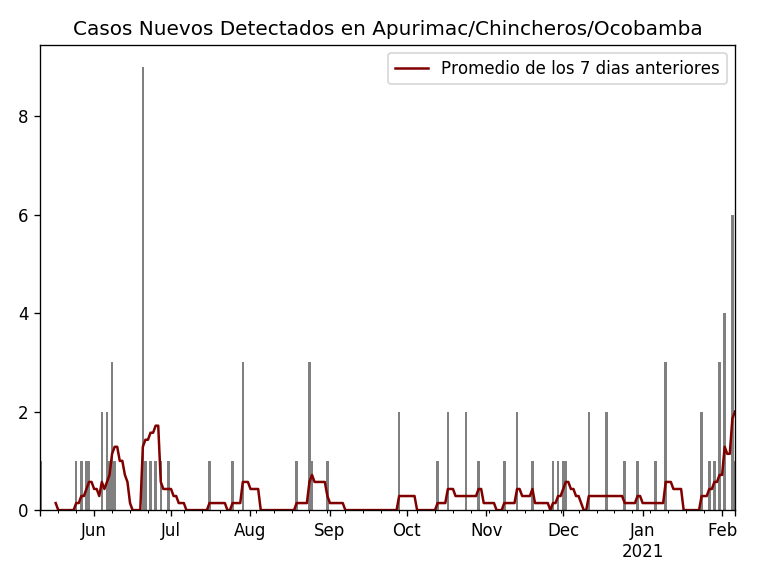 Casos Nuevos Detectados en Apurimac/Chincheros/Ocobamba
Promedio de los 7 dias anteriores
8
6
4
2
0
Jun Jul Aug Sep Oct Nov Dec Jan Feb
2021